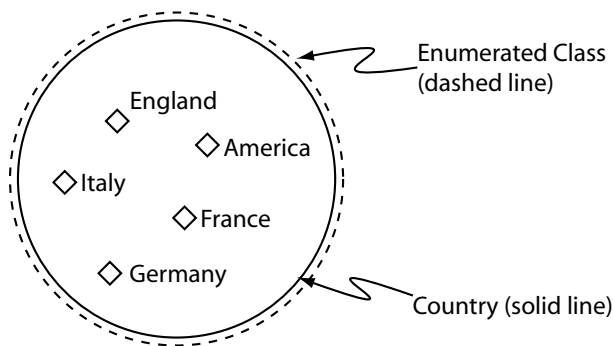 Enumerated Class
(dashed line)
England
America
Italy
France
Germany
Country (solid line)